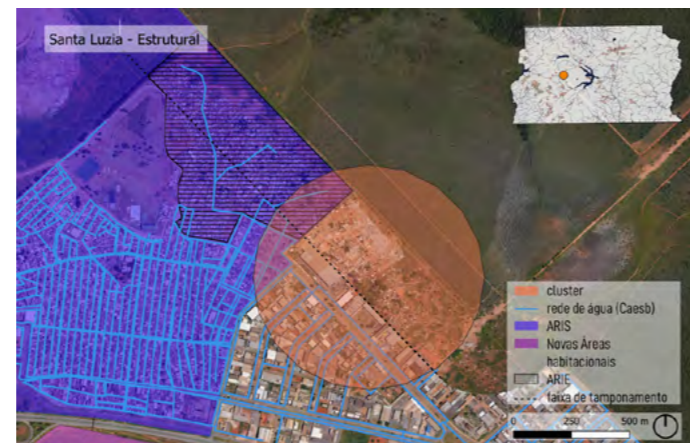 Santa Luzia - Estrutural
cluster
rede de água (Caesb)
ARIS
Novas Áreas
habitacionais
ARIE
faixa de tamponamento
0 250 500 m